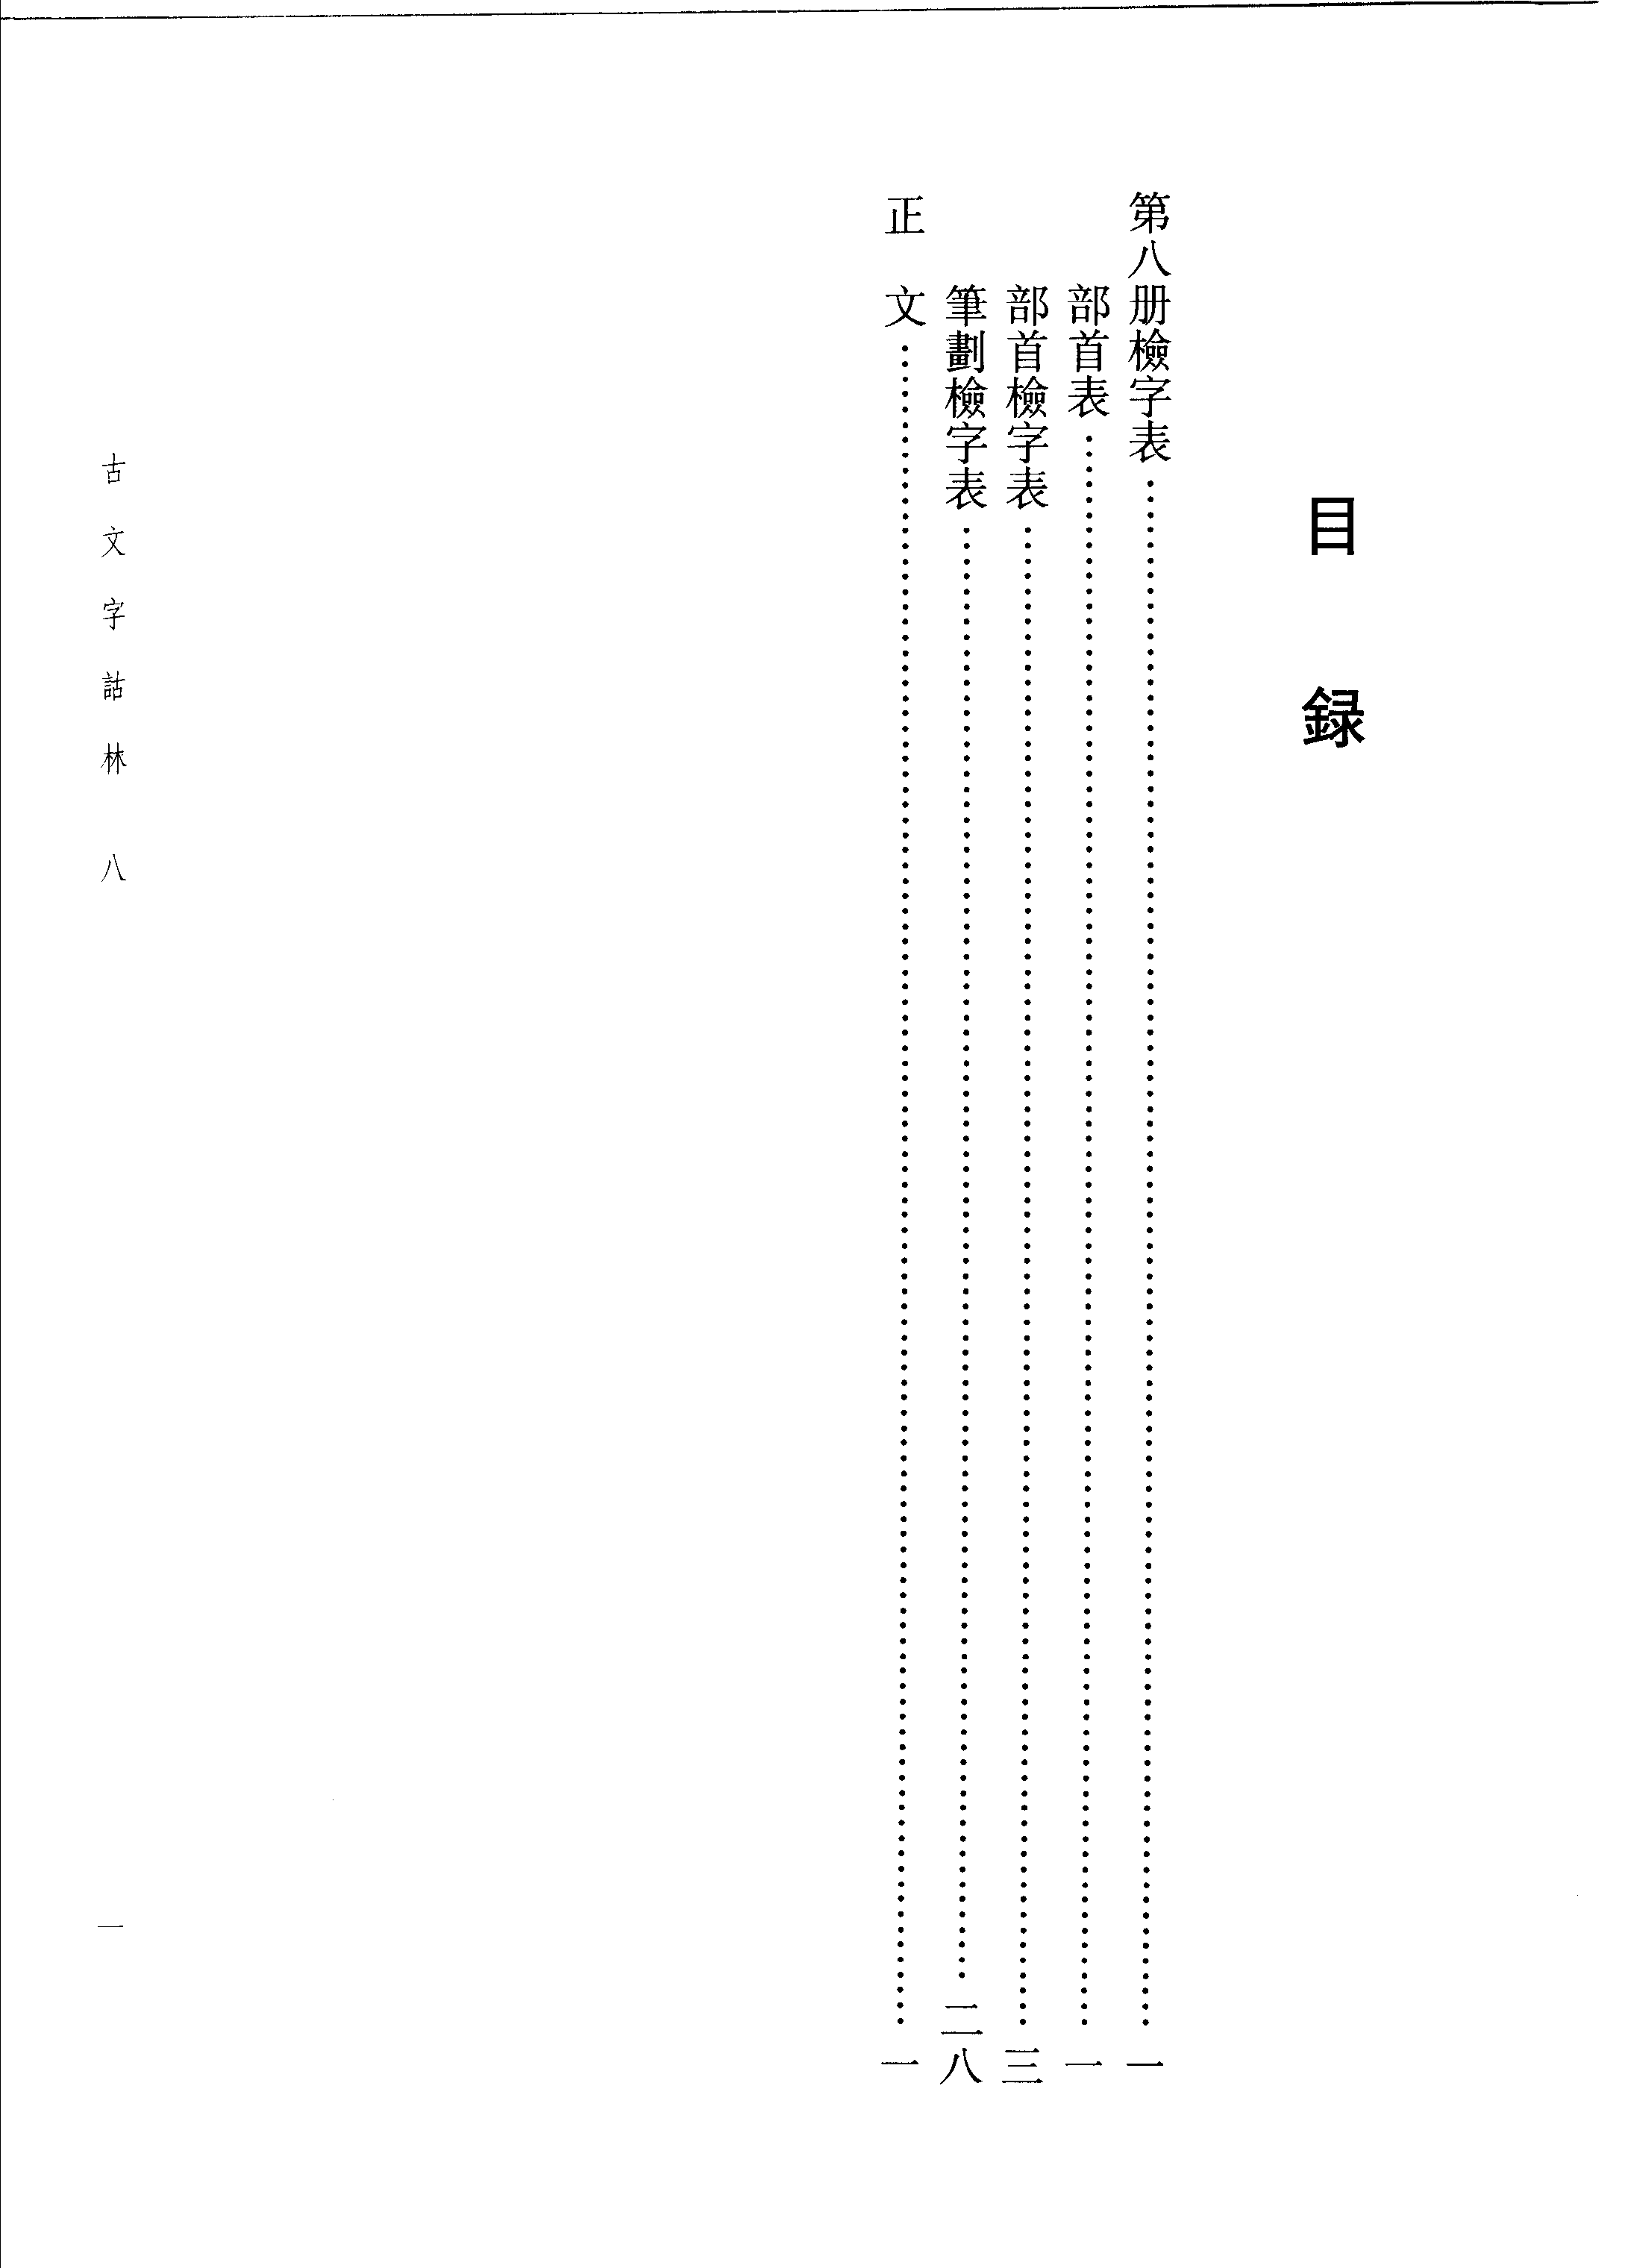 目録
第八册檢字表……………………一
部首表……………………一
部首檢字表……………………三
筆劃檢字表……………………二八
正　文……………………一
古文字詁林　八
一